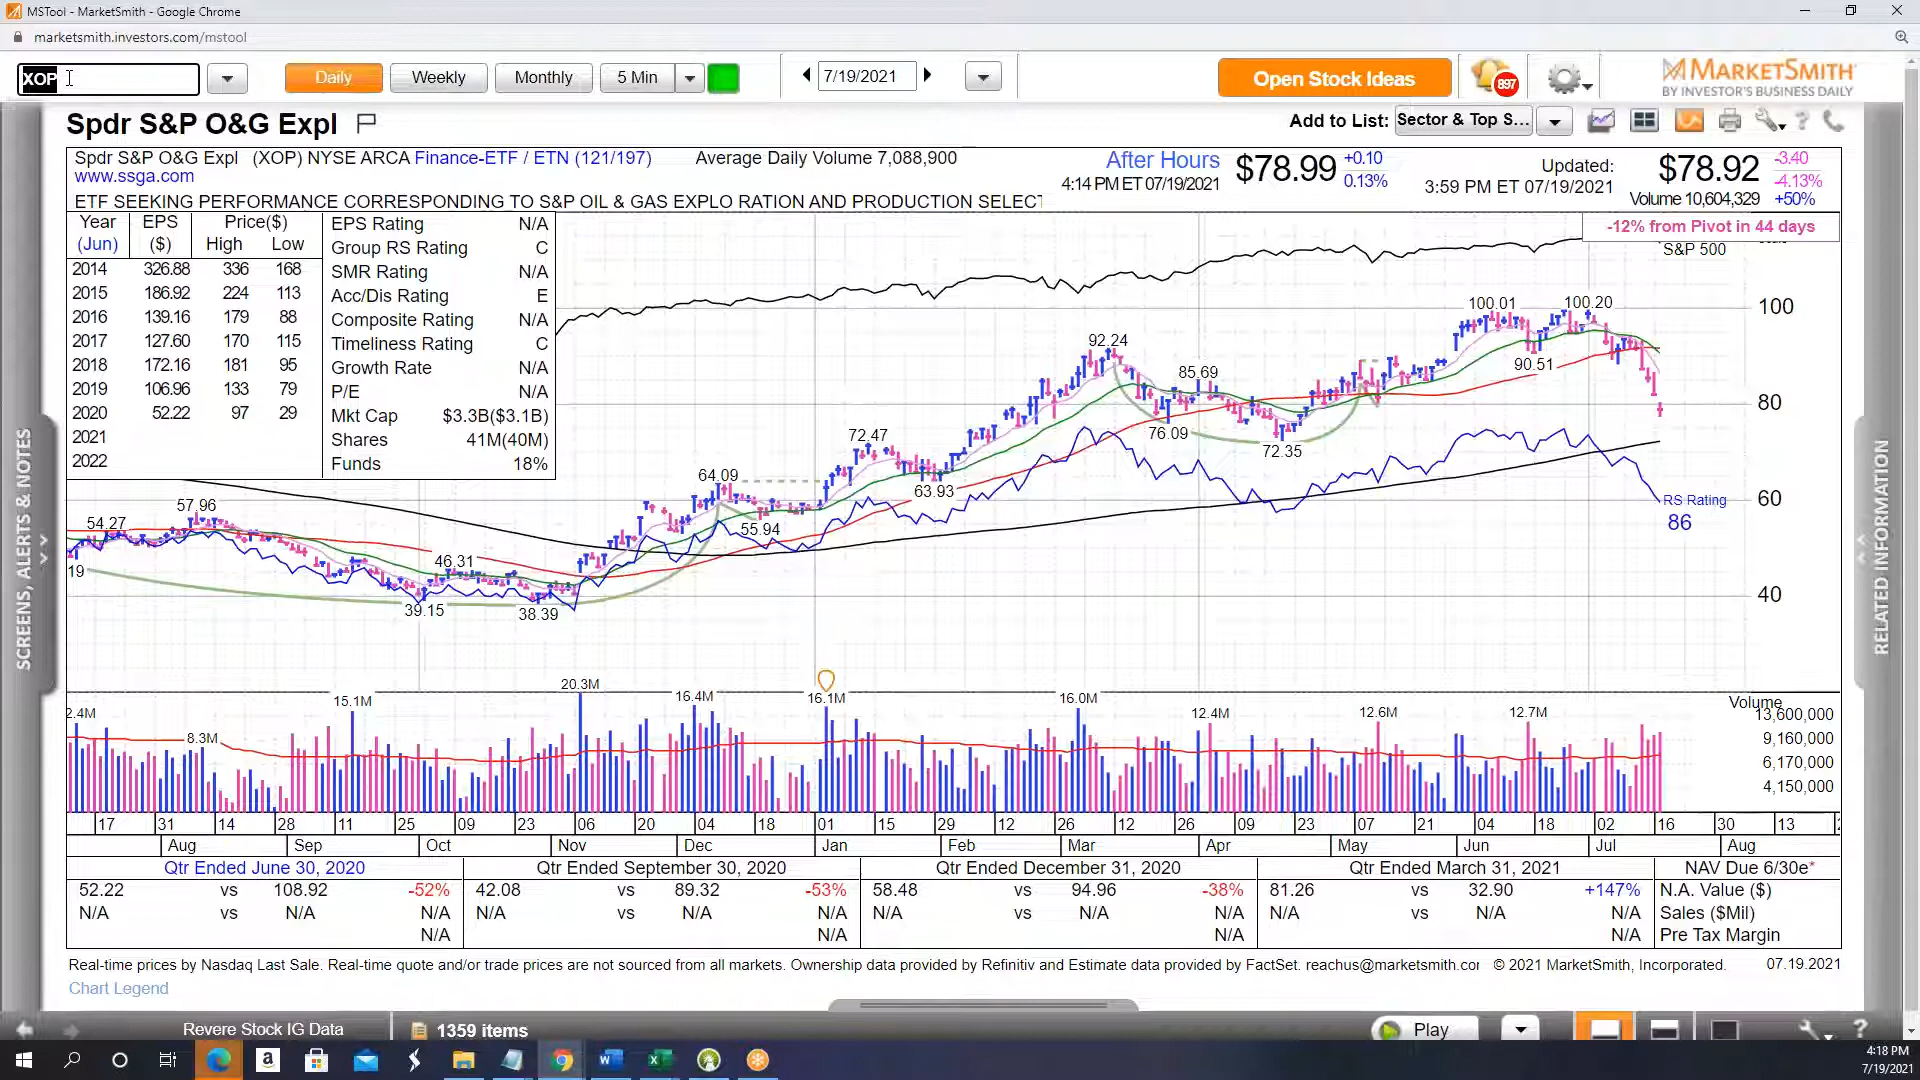 MSTool - MarketSmith - Google Chrome
marketsmith.investors.com/mstool
XOP Daily Weekly Monthly 5 Min 7/19/2021 Open Stock Ideas 897 MARKETSMITH
BY INVESTOR'S BUSINESS DAILY
Spdr S&P O&G Expl Add to List: Sector & Top S...
Spdr S&P O&G Expl (XOP) NYSE ARCA Finance-ETF / ETN (121/197) Average Daily Volume 7,088,900
www.ssga.com
ETF SEEKING PERFORMANCE CORRESPONDING TO S&P OIL & GAS EXPLO RATION AND PRODUCTION SELECT
After Hours $78.99 +0.10
4:14 PM ET 07/19/2021 0.13%
Updated: $78.92 -3.40
3:59 PM ET 07/19/2021 -4.13%
Volume 10,604,329 +50%
-12% from Pivot in 44 days
S&P 500
Year EPS Price($)
(Jun) ($) High Low
2014 326.88 336 168
2015 186.92 224 113
2016 139.16 179 88
2017 127.60 170 115
2018 172.16 181 95
2019 106.96 133 79
2020 52.22 97 29
2021
2022
EPS Rating N/A
Group RS Rating C
SMR Rating N/A
Acc/Dis Rating E
Composite Rating N/A
Timeliness Rating C
Growth Rate N/A
P/E N/A
Mkt Cap $3.3B($3.1B)
Shares 41M(40M)
Funds 18%
100.01 100.20 100
92.24
90.51
85.69
80
76.09
72.47
72.35
64.09
63.93
60
RS Rating
86
57.96
54.27
55.94
46.31
19
40
39.15
38.39
20.3M
15.1M 16.4M 16.1M 16.0M
2.4M 8.3M 12.4M 12.6M 12.7M
Volume
13,600,000
9,160,000
6,170,000
4,150,000
17 31 14 28 11 25 09 23 06 20 04 18 01 15 29 12 26 12 26 09 23 07 21 04 18 02 16 30 13
Aug Sep Oct Nov Dec Jan Feb Mar Apr May Jun Jul Aug
Qtr Ended June 30, 2020 Qtr Ended September 30, 2020 Qtr Ended December 31, 2020 Qtr Ended March 31, 2021 NAV Due 6/30e*
52.22 vs 108.92 -52% 42.08 vs 89.32 -53% 58.48 vs 94.96 -38% 81.26 vs 32.90 +147% N.A. Value ($)
N/A vs N/A N/A N/A vs N/A N/A N/A vs N/A N/A N/A vs N/A N/A Sales ($Mil)
N/A N/A N/A N/A Pre Tax Margin
Real-time prices by Nasdaq Last Sale. Real-time quote and/or trade prices are not sourced from all markets. Ownership data provided by Refinitiv and Estimate data provided by FactSet. reachus@marketsmith.cor © 2021 MarketSmith, Incorporated. 07.19.2021
Chart Legend
SCREENS, ALERTS & NOTES
RELATED INFORMATION
Revere Stock IG Data 1359 items Play
4:18 PM
7/19/2021